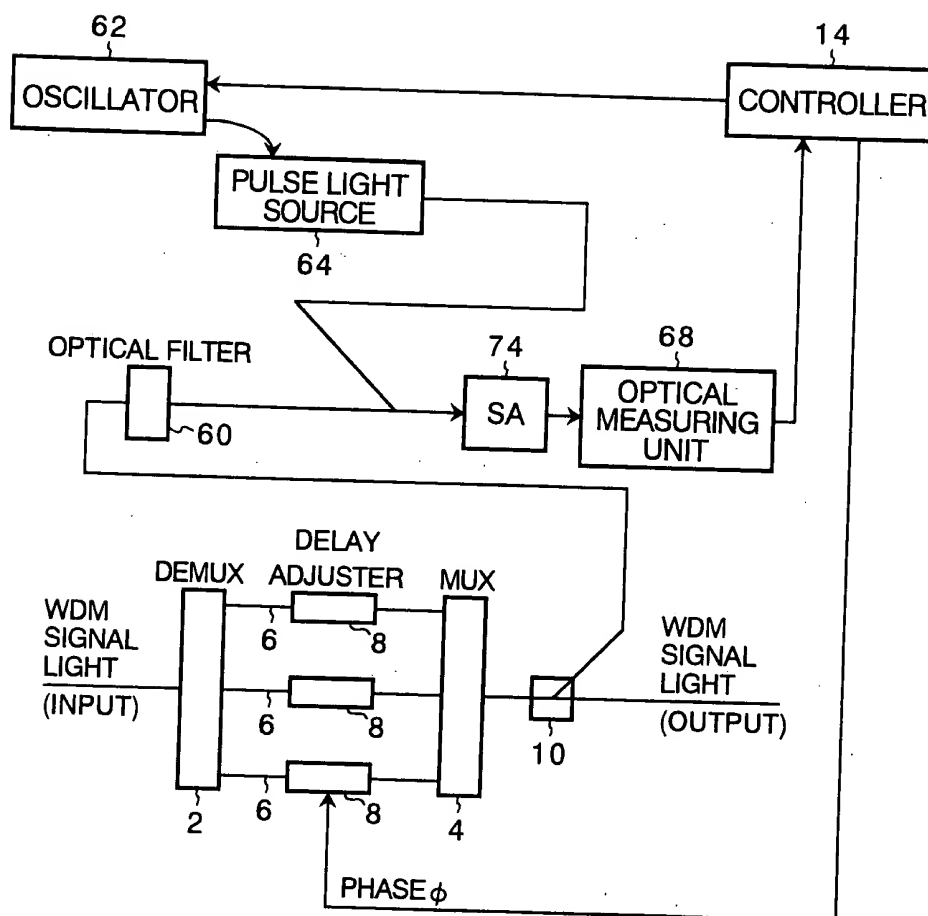 62
OSCILLATOR
14
CONTROLLER
PULSE LIGHT
SOURCE
64
OPTICAL FILTER
60
74
SA
68
OPTICAL
MEASURING
UNIT
DEMUX
DELAY
ADJUSTER
MUX
WDM
SIGNAL
LIGHT
(INPUT)
6
8
6
8
6
8
2
4
10
WDM
SIGNAL
LIGHT
(OUTPUT)
PHASE ϕ